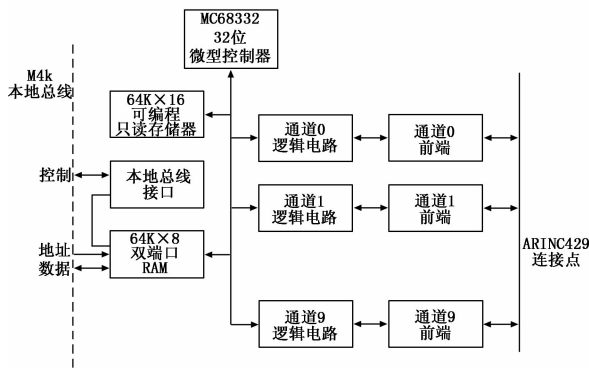 MC68332
32位
微型控制器
M4k
本地总线
64K×16
可编程
只读存储器
通道0
逻辑电路
通道0
前端
控制
本地总线
接口
通道1
逻辑电路
通道1
前端
地址
数据
64K×8
双端口
RAM
ARINC429
连接点
通道9
逻辑电路
通道9
前端